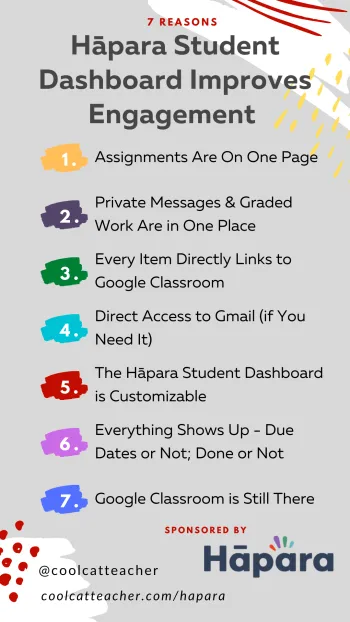 7 REASONS
Hāpara Student
Dashboard Improves
Engagement
1. Assignments Are On One Page
2. Private Messages & Graded
Work Are in One Place
3. Every Item Directly Links to
Google Classroom
4. Direct Access to Gmail (if You
Need It)
5. The Hāpara Student Dashboard
is Customizable
6. Everything Shows Up - Due
Dates or Not; Done or Not
7. Google Classroom is Still There
SPONSORED BY
Hāpara
@coolcatteacher
coolcatteacher.com/hapara